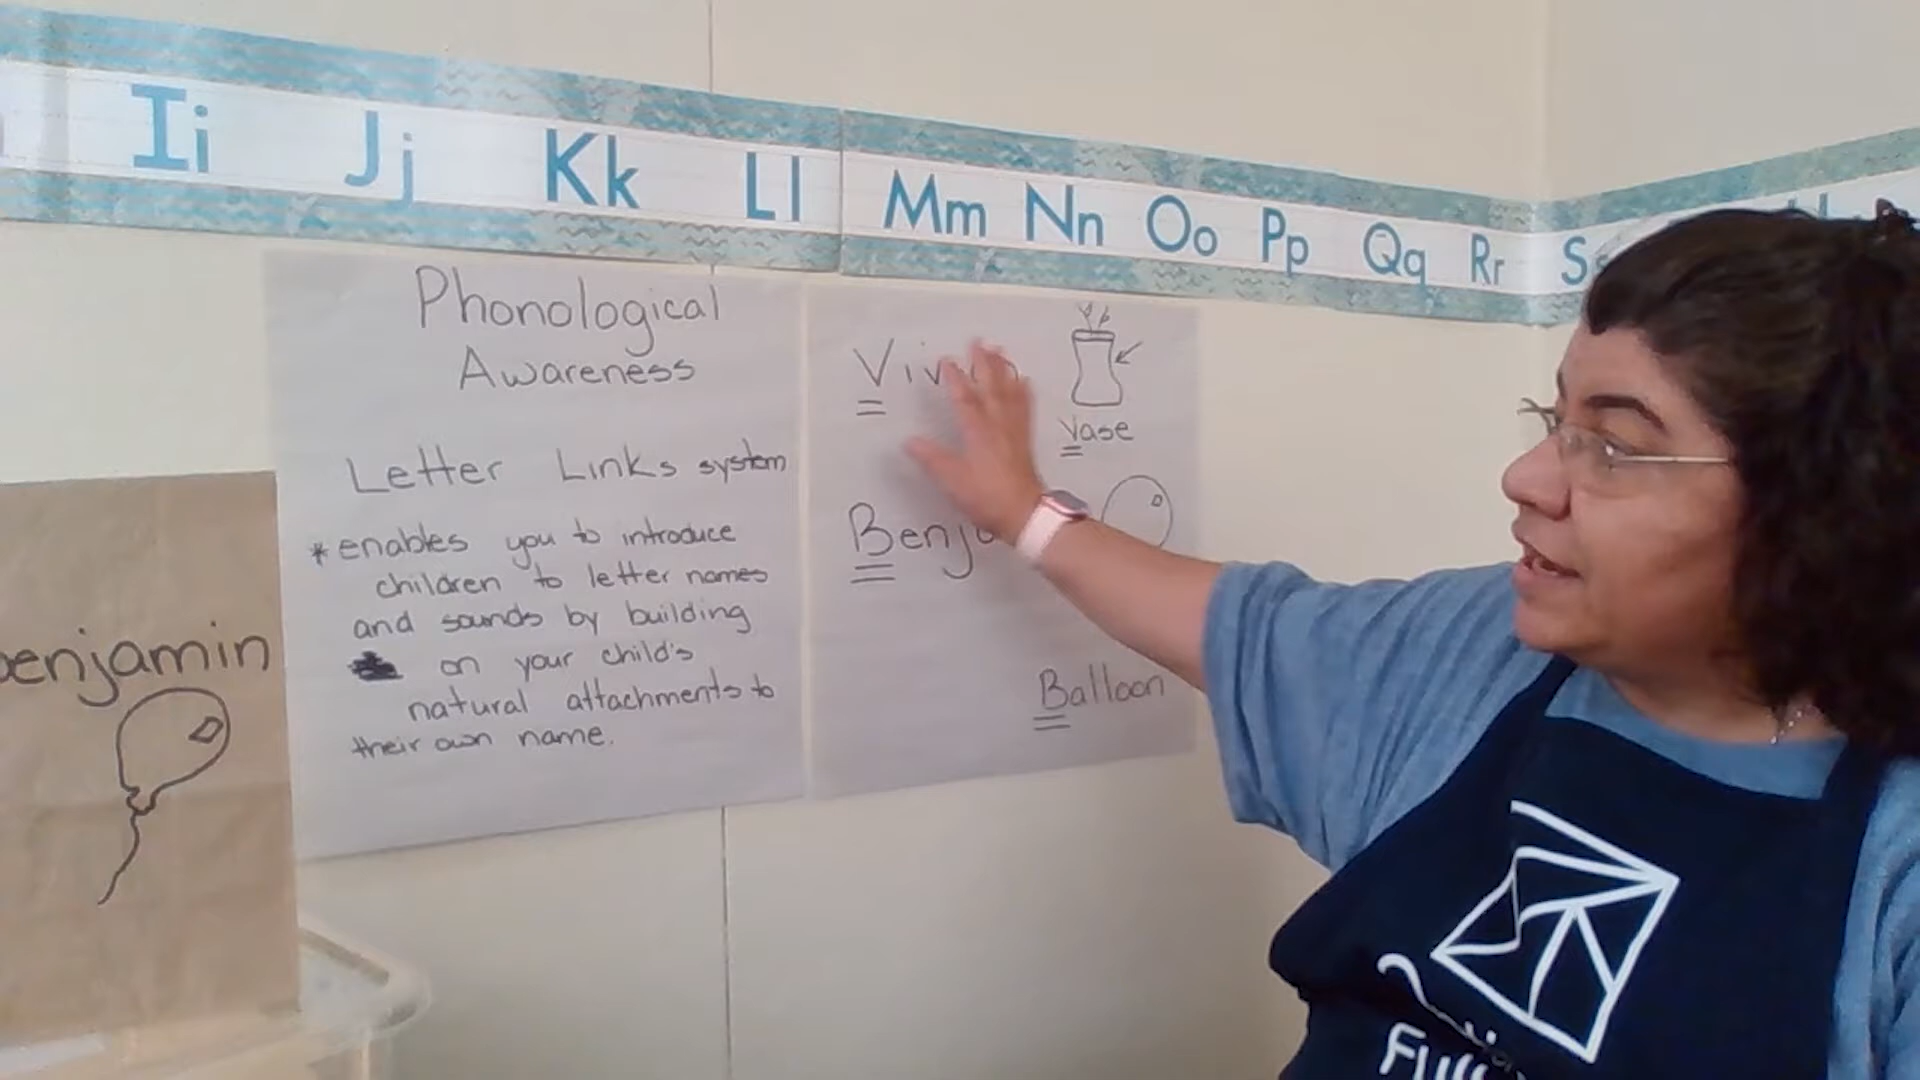 Ii Jj Kk Ll Mm Nn Oo Pp Qq Rr
Phonological
Awareness
Letter Links system
*enables you to introduce
children to letter names
and sounds by building
on your child's
natural attachments to
their own name.
Vase
Balloon
enjamin